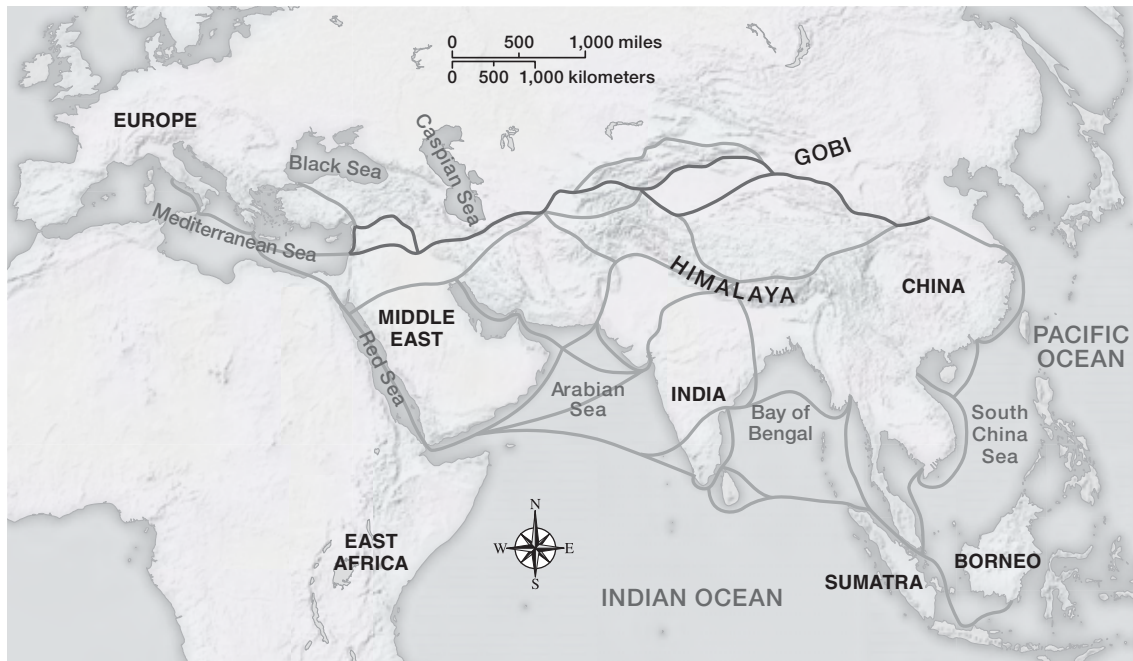 0 500 1,000 miles
0 500 1,000 kilometers
EUROPE
Black Sea
Caspian Sea
GOBI
Mediterranean Sea
HIMALAYA
CHINA
MIDDLE
EAST
Red Sea
PACIFIC
OCEAN
INDIA
Arabian
Sea
Bay of
Bengal
South
China
Sea
N
W E
S
EAST
AFRICA
BORNEO
SUMATRA
INDIAN OCEAN